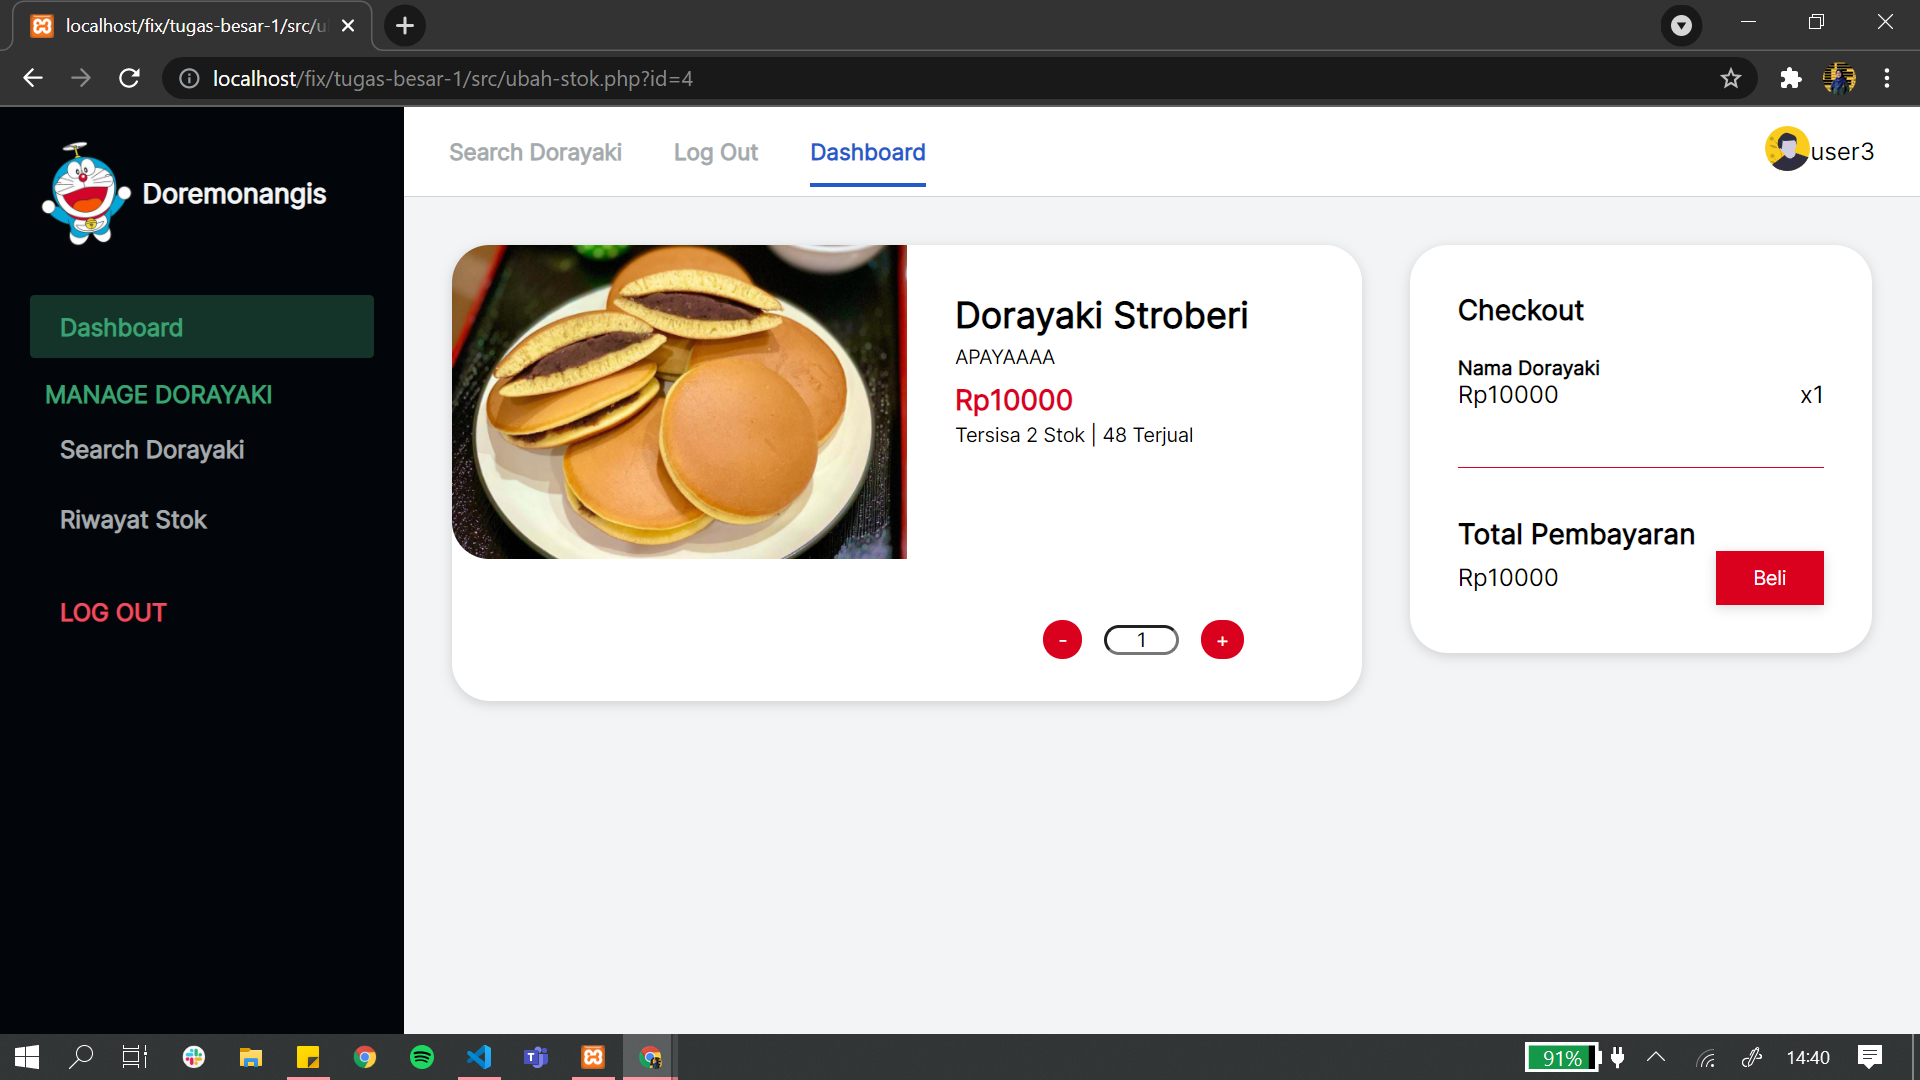 localhost/fix/tugas-besar-1/src/u
localhost/fix/tugas-besar-1/src/ubah-stok.php?id=4
Doremonangis
Search Dorayaki
Log Out
Dashboard
user3
Dashboard
MANAGE DORAYAKI
Search Dorayaki
Riwayat Stok
LOG OUT
Dorayaki Stroberi
APAYAAAA
Rp10000
Tersisa 2 Stok | 48 Terjual
-
1
+
Checkout
Nama Dorayaki
Rp10000
x1
Total Pembayaran
Rp10000
Beli
91%
14:40